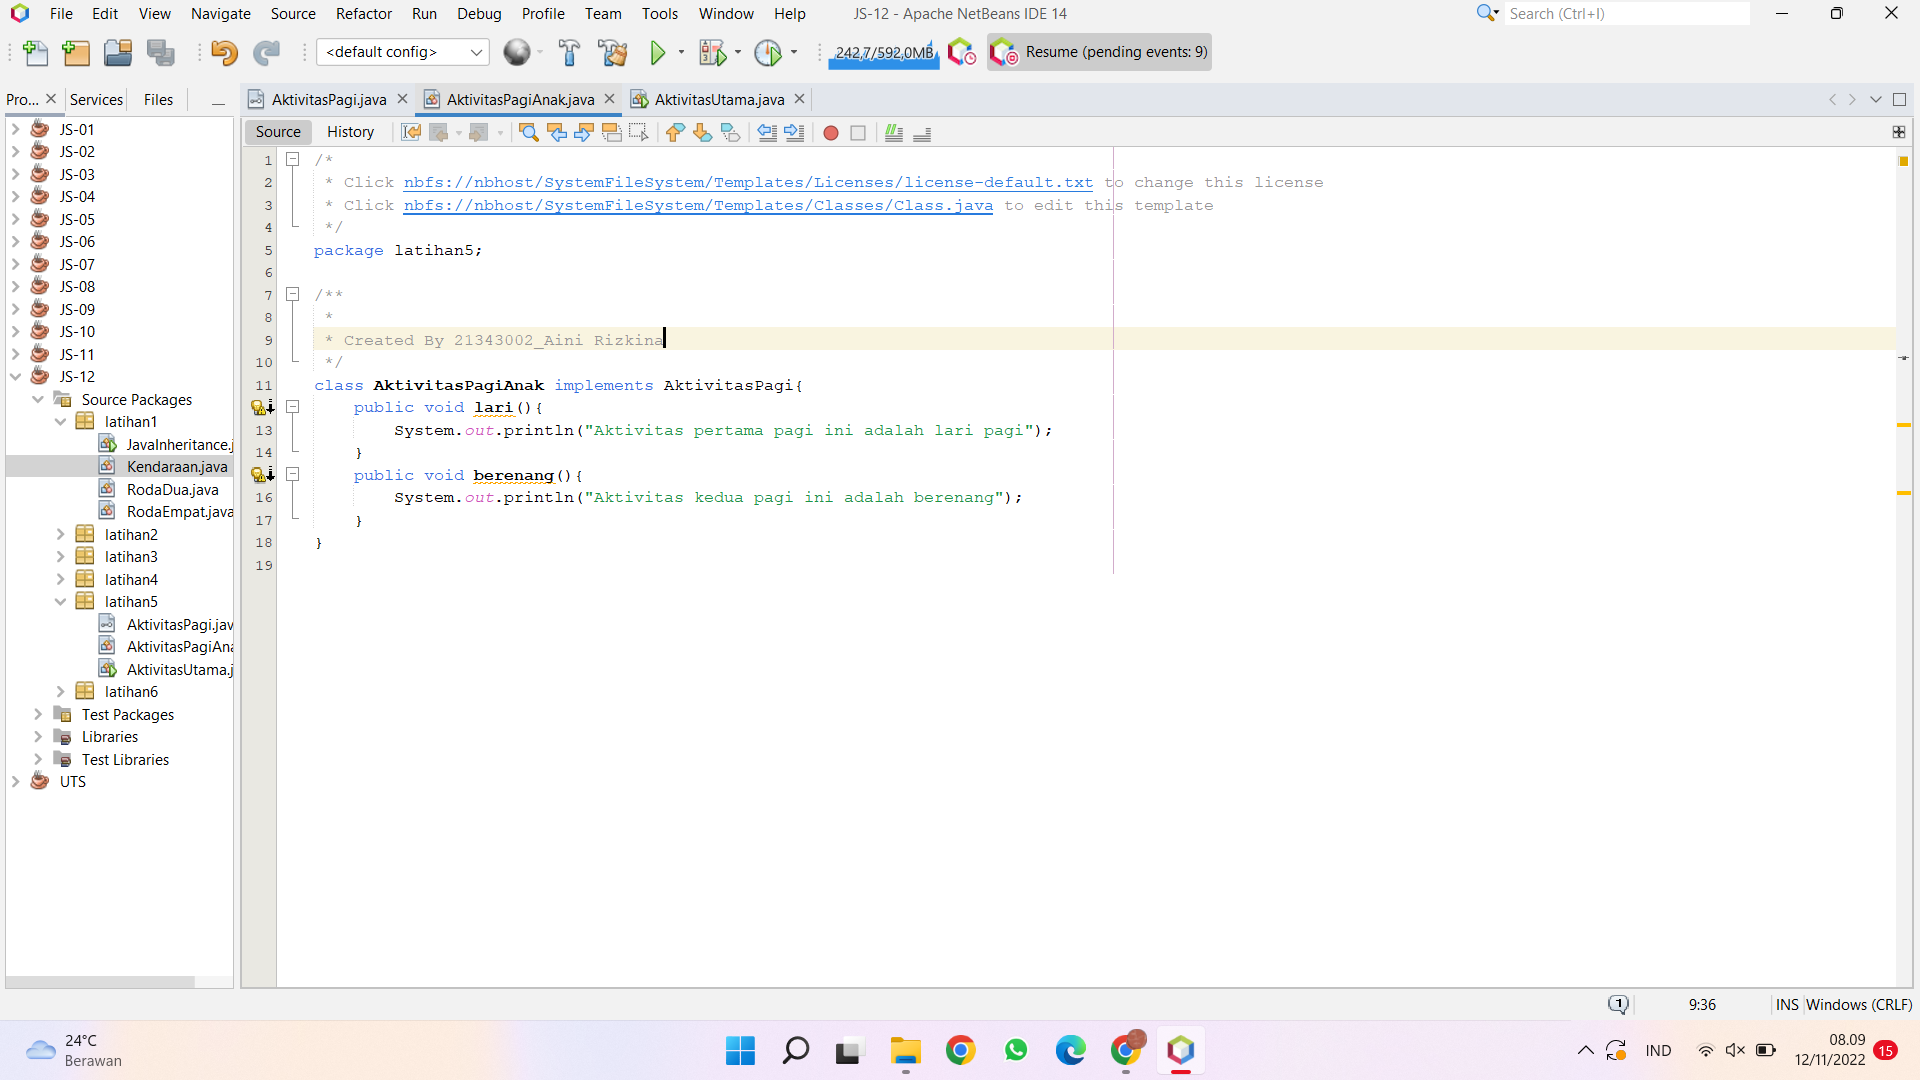 File Edit View Navigate Source Refactor Run Debug Profile Team Tools Window Help JS-12 - Apache NetBeans IDE 14 Search (Ctrl+I)
<default config> 242,7/592,0MB Resume (pending events: 9)
Pro... Services Files AktivitasPagi.java AktivitasPagiAnak.java AktivitasUtama.java
Source History
JS-01
JS-02
JS-03
JS-04
JS-05
JS-06
JS-07
JS-08
JS-09
JS-10
JS-11
JS-12
Source Packages
latihan1
JavaInheritance.j
Kendaraan.java
RodaDua.java
RodaEmpat.java
latihan2
latihan3
latihan4
latihan5
AktivitasPagi.jav
AktivitasPagiAna
AktivitasUtama.j
latihan6
Test Packages
Libraries
Test Libraries
UTS
1 /*
2 * Click nbfs://nbhost/SystemFileSystem/Templates/Licenses/license-default.txt to change this license
3 * Click nbfs://nbhost/SystemFileSystem/Templates/Classes/Class.java to edit this template
4 */
5 package latihan5;
6
7 /**
8 *
9 * Created By 21343002_Aini Rizkina
10 */
11 class AktivitasPagiAnak implements AktivitasPagi{
public void lari(){
13 System.out.println("Aktivitas pertama pagi ini adalah lari pagi");
14 }
public void berenang(){
16 System.out.println("Aktivitas kedua pagi ini adalah berenang");
17 }
18 }
19
1 9:36 INS Windows (CRLF)
24°C
Berawan
IND
08.09
12/11/2022
15